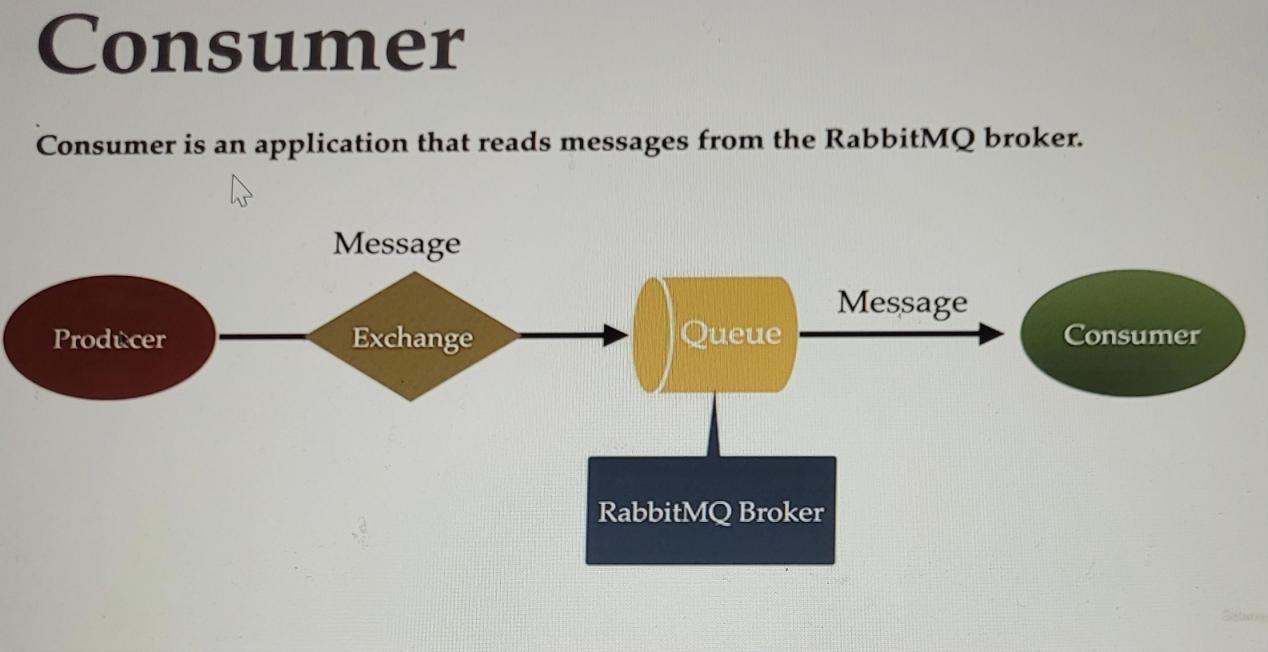 Consumer
Consumer is an application that reads messages from the RabbitMQ broker.
Message
Producer
Exchange
Queue
Message
Consumer
RabbitMQ Broker